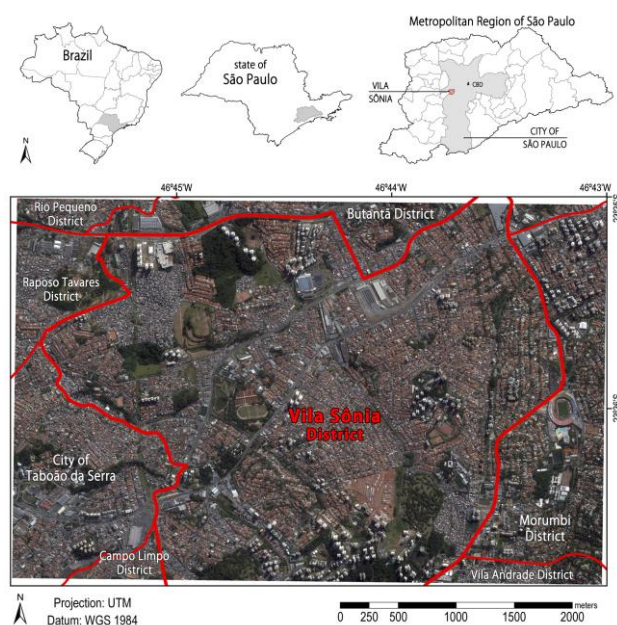 Metropolitan Region of São Paulo
Brazil
state of
São Paulo
CBD
VILA
SÔNIA
CITY OF
SÃO PAULO
N
46°45'W
46°44'W
46°43'W
Rio Pequeno
District
Butantã District
Raposo Tavares
District
Vila Sônia
District
City of
Taboão da Serra
Morumbi
District
Campo Limpo
District
Vila Andrade District
N
Projection: UTM
Datum: WGS 1984
meters
0 250 500 1000 1500 2000